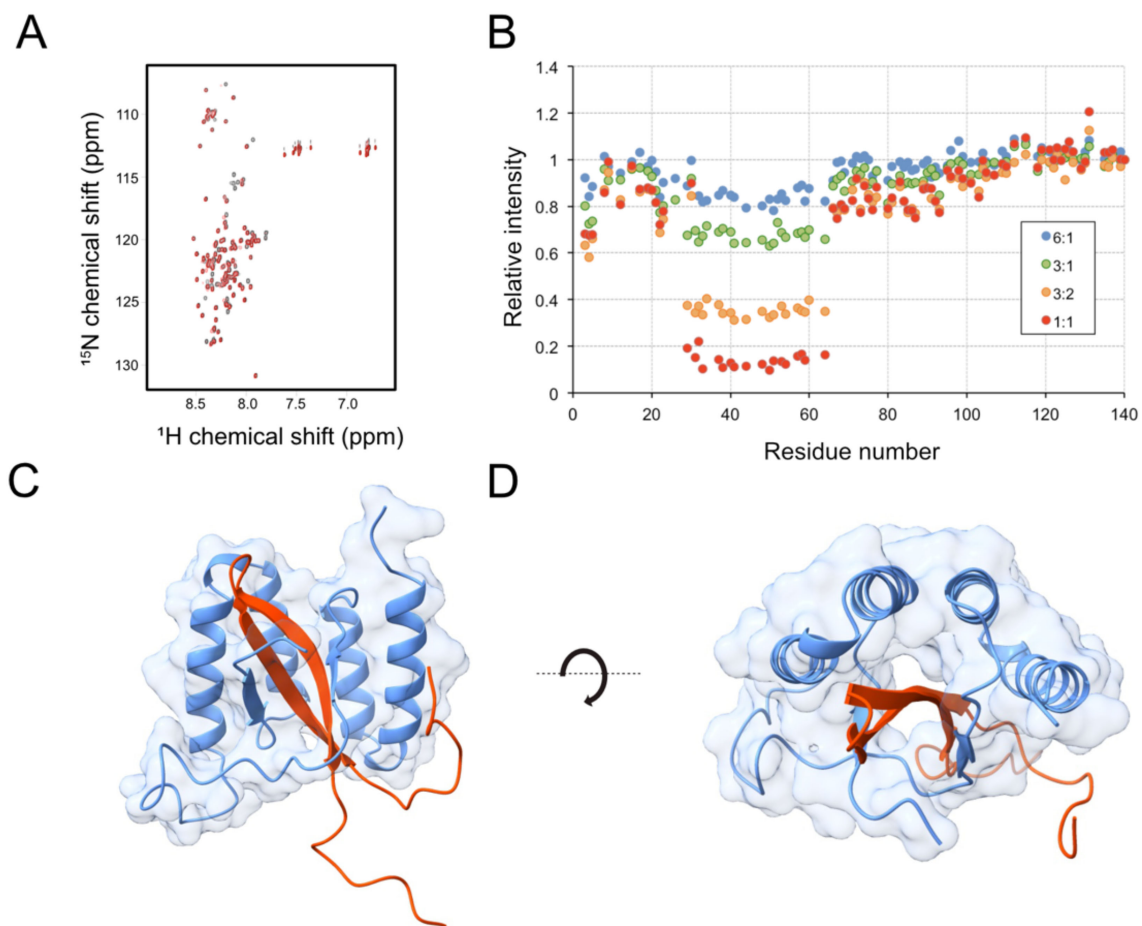 A
B
110
115
120
125
130
8.5 8.0 7.5 7.0
¹⁵N chemical shift (ppm)
¹H chemical shift (ppm)
1.4
1.2
1
0.8
0.6
0.4
0.2
0
0 20 40 60 80 100 120 140
Relative intensity
Residue number
6:1
3:1
3:2
1:1
C
D